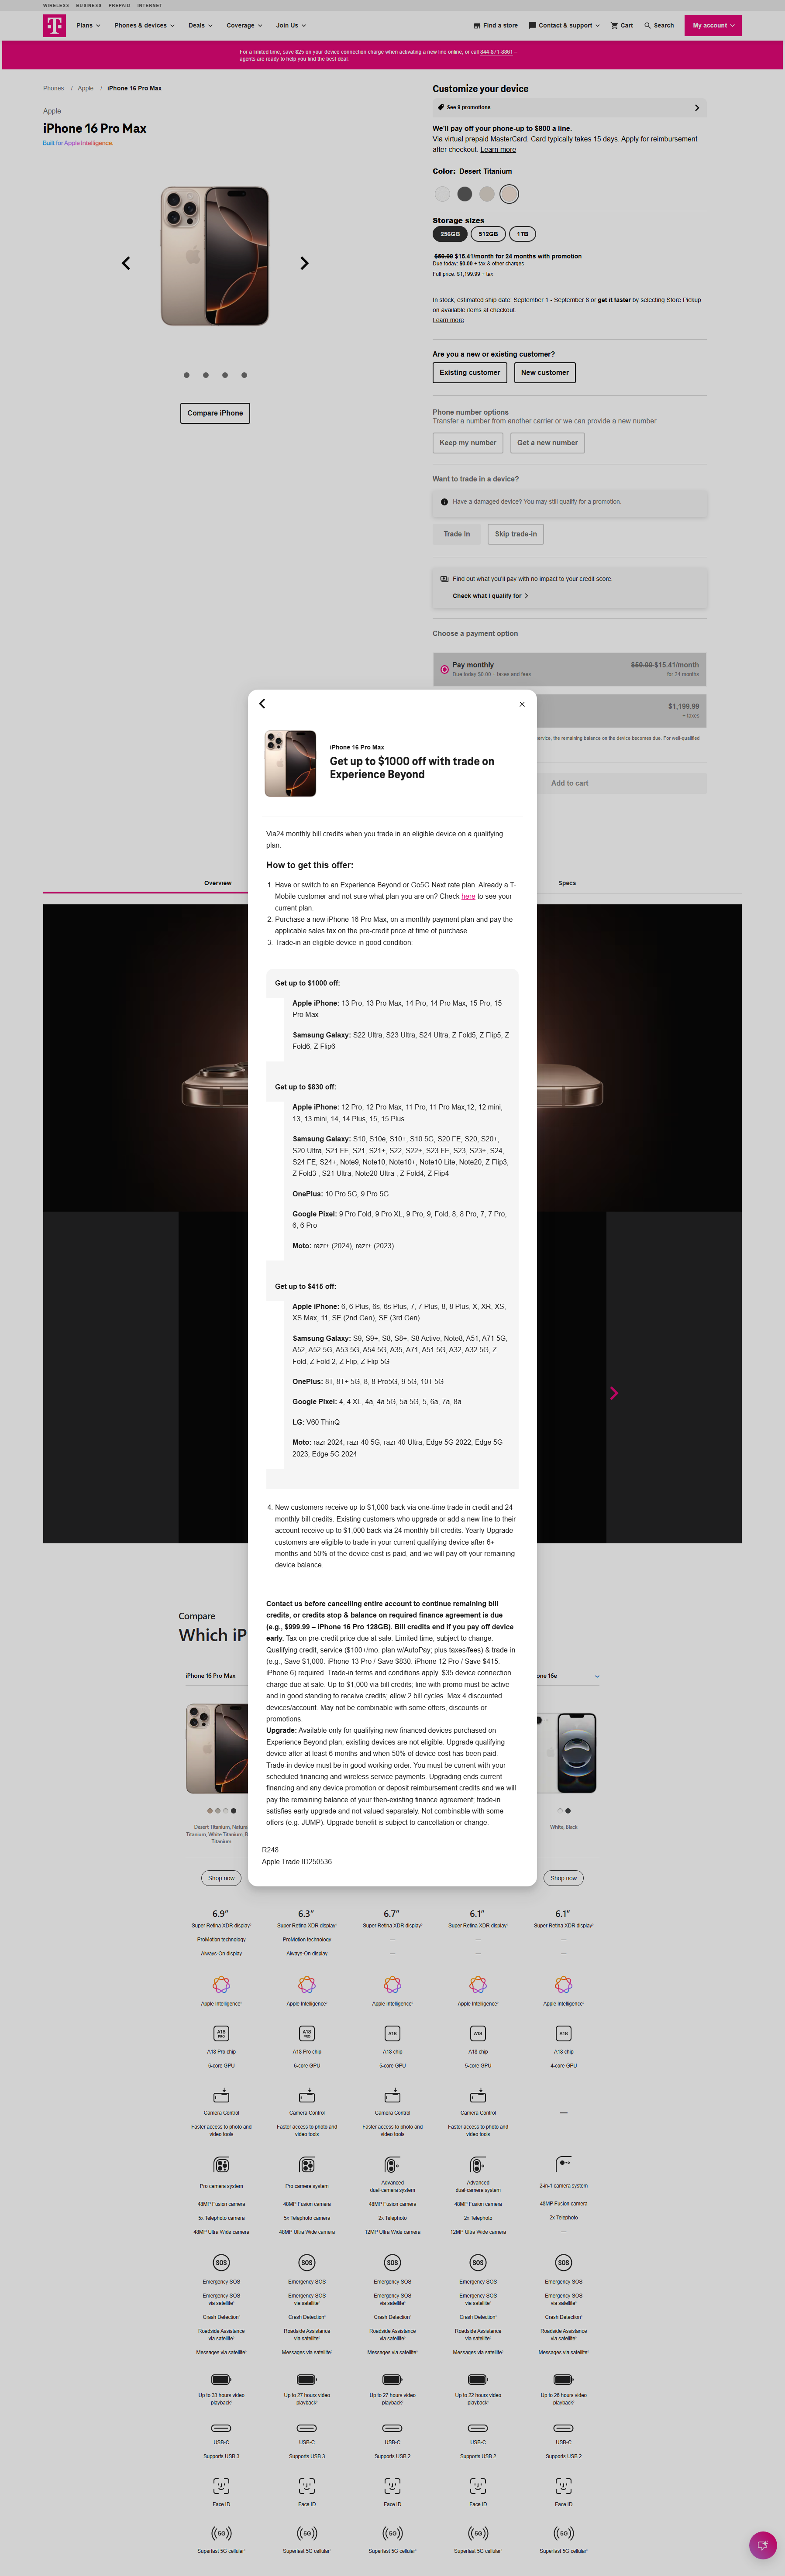 WIRELESS BUSINESS PREPAID INTERNET
Plans Phones & devices Deals Coverage Join Us Find a store Contact & support Cart Search My account
For a limited time, save $25 on your device connection charge when activating a new line online, or call 844-671-8361 –
agents are ready to help you find the best deal.
Phones / Apple / iPhone 16 Pro Max
Apple
iPhone 16 Pro Max
Built for Apple Intelligence.
Compare iPhone
Customize your device
See 9 promotions
We'll pay off your phone-up to $800 a line.
Via virtual prepaid MasterCard. Card typically takes 15 days. Apply for reimbursement
after checkout. Learn more
Color: Desert Titanium
Storage sizes
256GB 512GB 1TB
$50.00 $15.41/month for 24 months with promotion
Due today: $0.00 + tax & other charges
Full price: $1,199.99 + tax
In stock, estimated ship date: September 1 - September 8 or get it faster by selecting Store Pickup
on available items at checkout.
Learn more
Are you a new or existing customer?
Existing customer New customer
Phone number options
Transfer a number from another carrier or we can provide a new number
Keep my number Get a new number
Want to trade in a device?
Have a damaged device? You may still qualify for a promotion.
Trade in Skip trade-in
Find out what you'll pay with no impact to your credit score.
Check what I qualify for
Choose a payment option
Pay monthly $50.00 $15.41/month
Due today $0.00 + taxes and fees for 24 months
$1,199.99
+ taxes
service, the remaining balance on the device becomes due. For well-qualified
Add to cart
Overview Specs
iPhone 16 Pro Max
Get up to $1000 off with trade on
Experience Beyond
Via24 monthly bill credits when you trade in an eligible device on a qualifying
plan.
How to get this offer:
1. Have or switch to an Experience Beyond or Go5G Next rate plan. Already a T-
Mobile customer and not sure what plan you are on? Check here to see your
current plan.
2. Purchase a new iPhone 16 Pro Max, on a monthly payment plan and pay the
applicable sales tax on the pre-credit price at time of purchase.
3. Trade-in an eligible device in good condition:
Get up to $1000 off:
Apple iPhone: 13 Pro, 13 Pro Max, 14 Pro, 14 Pro Max, 15 Pro, 15
Pro Max
Samsung Galaxy: S22 Ultra, S23 Ultra, S24 Ultra, Z Fold5, Z Flip5, Z
Fold6, Z Flip6
Get up to $830 off:
Apple iPhone: 12 Pro, 12 Pro Max, 11 Pro, 11 Pro Max,12, 12 mini,
13, 13 mini, 14, 14 Plus, 15, 15 Plus
Samsung Galaxy: S10, S10e, S10+, S10 5G, S20 FE, S20, S20+,
S20 Ultra, S21 FE, S21, S21+, S22, S22+, S23 FE, S23, S23+, S24,
S24 FE, S24+, Note9, Note10, Note10+, Note10 Lite, Note20, Z Flip3,
Z Fold3 , S21 Ultra, Note20 Ultra , Z Fold4, Z Flip4
OnePlus: 10 Pro 5G, 9 Pro 5G
Google Pixel: 9 Pro Fold, 9 Pro XL, 9 Pro, 9, Fold, 8, 8 Pro, 7, 7 Pro,
6, 6 Pro
Moto: razr+ (2024), razr+ (2023)
Get up to $415 off:
Apple iPhone: 6, 6 Plus, 6s, 6s Plus, 7, 7 Plus, 8, 8 Plus, X, XR, XS,
XS Max, 11, SE (2nd Gen), SE (3rd Gen)
Samsung Galaxy: S9, S9+, S8, S8+, S8 Active, Note8, A51, A71 5G,
A52, A52 5G, A53 5G, A54 5G, A35, A71, A51 5G, A32, A32 5G, Z
Fold, Z Fold 2, Z Flip, Z Flip 5G
OnePlus: 8T, 8T+ 5G, 8, 8 Pro5G, 9 5G, 10T 5G
Google Pixel: 4, 4 XL, 4a, 4a 5G, 5a 5G, 5, 6a, 7a, 8a
LG: V60 ThinQ
Moto: razr 2024, razr 40 5G, razr 40 Ultra, Edge 5G 2022, Edge 5G
2023, Edge 5G 2024
4. New customers receive up to $1,000 back via one-time trade in credit and 24
monthly bill credits. Existing customers who upgrade or add a new line to their
account receive up to $1,000 back via 24 monthly bill credits. Yearly Upgrade
customers are eligible to trade in your current qualifying device after 6+
months and 50% of the device cost is paid, and we will pay off your remaining
device balance.
Contact us before cancelling entire account to continue remaining bill
credits, or credits stop & balance on required finance agreement is due
(e.g., $999.99 – iPhone 16 Pro 128GB). Bill credits end if you pay off device
early. Tax on pre-credit price due at sale. Limited time; subject to change.
Qualifying credit, service ($100+/mo. plan w/AutoPay; plus taxes/fees) & trade-in
(e.g., Save $1,000: iPhone 13 Pro / Save $830: iPhone 12 Pro / Save $415:
iPhone 6) required. Trade-in terms and conditions apply. $35 device connection
charge due at sale. Up to $1,000 via bill credits; line with promo must be active
and in good standing to receive credits; allow 2 bill cycles. Max 4 discounted
devices/account. May not be combinable with some offers, discounts or
promotions.
Upgrade: Available only for qualifying new financed devices purchased on
Experience Beyond plan; existing devices are not eligible. Upgrade qualifying
device after at least 6 months and when 50% of device cost has been paid.
Trade-in device must be in good working order. You must be current with your
scheduled financing and wireless service payments. Upgrading ends current
financing and any device promotion or deposit reimbursement credits and we will
pay the remaining balance of your then-existing finance agreement; trade-in
satisfies early upgrade and not valued separately. Not combinable with some
offers (e.g. JUMP). Upgrade benefit is subject to cancellation or change.
R248
Apple Trade ID250536
Compare
Which iP
iPhone 16 Pro Max one 16e
Desert Titanium, Natural
Titanium, White Titanium, B
Titanium
White, Black
Shop now Shop now
6.9″ 6.3″ 6.7″ 6.1″ 6.1″
Super Retina XDR display Super Retina XDR display Super Retina XDR display Super Retina XDR display Super Retina XDR display
ProMotion technology ProMotion technology — — —
Always-On display Always-On display — — —
Apple Intelligence Apple Intelligence Apple Intelligence Apple Intelligence Apple Intelligence
A18 PRO A18 PRO A18 A18 A18
A18 Pro chip A18 Pro chip A18 chip A18 chip A18 chip
6-core GPU 6-core GPU 5-core GPU 5-core GPU 4-core GPU
Camera Control Camera Control Camera Control Camera Control —
Faster access to photo and Faster access to photo and Faster access to photo and Faster access to photo and
video tools video tools video tools video tools
Pro camera system Pro camera system Advanced dual-camera system Advanced dual-camera system 2-in-1 camera system
48MP Fusion camera 48MP Fusion camera 48MP Fusion camera 48MP Fusion camera 48MP Fusion camera
5x Telephoto camera 5x Telephoto camera 2x Telephoto 2x Telephoto 2x Telephoto
48MP Ultra Wide camera 48MP Ultra Wide camera 12MP Ultra Wide camera 12MP Ultra Wide camera —
SOS SOS SOS SOS SOS
Emergency SOS Emergency SOS Emergency SOS Emergency SOS Emergency SOS
Emergency SOS Emergency SOS Emergency SOS Emergency SOS Emergency SOS
via satellite via satellite via satellite via satellite via satellite
Crash Detection Crash Detection Crash Detection Crash Detection Crash Detection
Roadside Assistance Roadside Assistance Roadside Assistance Roadside Assistance Roadside Assistance
via satellite via satellite via satellite via satellite via satellite
Messages via satellite Messages via satellite Messages via satellite Messages via satellite Messages via satellite
Up to 33 hours video Up to 27 hours video Up to 27 hours video Up to 22 hours video Up to 26 hours video
playback playback playback playback playback
USB-C USB-C USB-C USB-C USB-C
Supports USB 3 Supports USB 3 Supports USB 2 Supports USB 2 Supports USB 2
Face ID Face ID Face ID Face ID Face ID
5G 5G 5G 5G 5G
Superfast 5G cellular Superfast 5G cellular Superfast 5G cellular Superfast 5G cellular Superfast 5G cellular